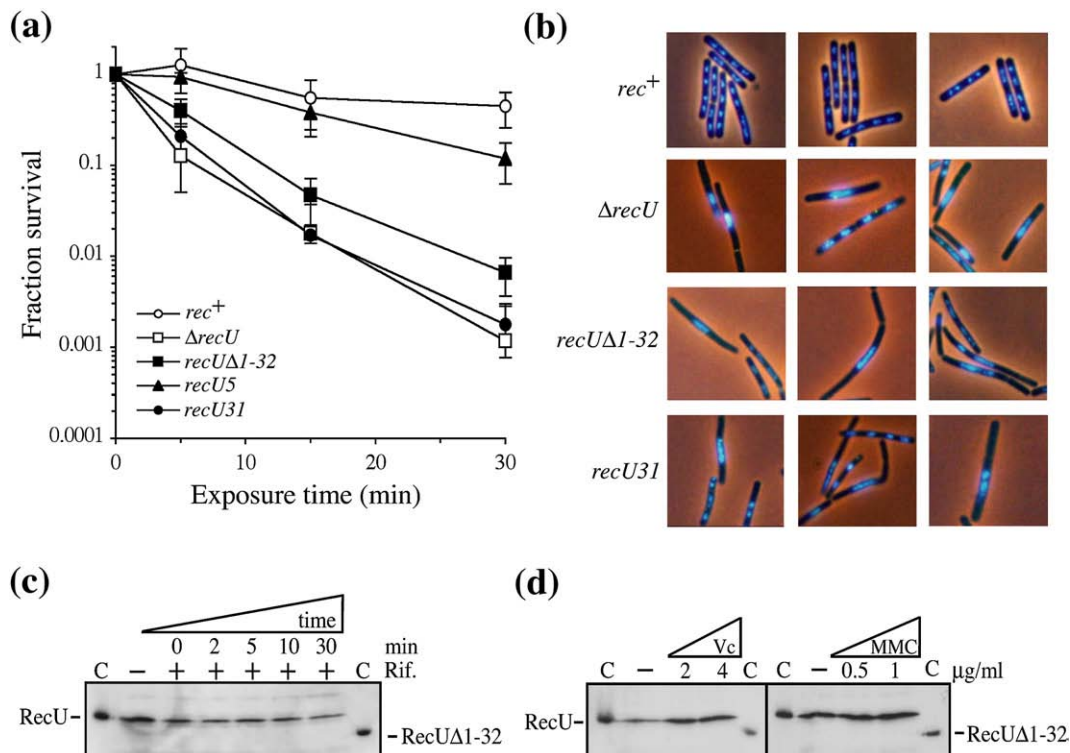 (a)
1
0.1
0.01
0.001
0.0001
Fraction survival
rec+
ΔrecU
recUΔ1-32
recU5
recU31
0 10 20 30
Exposure time (min)
(b)
rec+
ΔrecU
recUΔ1-32
recU31
(c)
time
0 2 5 10 30 min
C – + + + + + C Rif.
RecU–
–RecUΔ1-32
(d)
Vc MMC
C – 2 4 C C – 0.5 1 C µg/ml
RecU–
–RecUΔ1-32